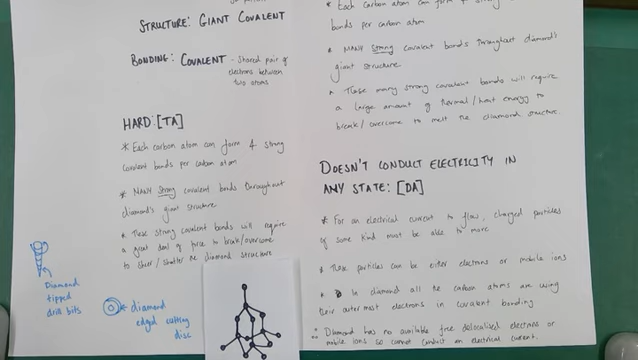 STRUCTURE: GIANT COVALENT
BONDING: COVALENT - Shared pair of
electrons between
two atoms
HARD: [TA]
* Each carbon atom can form 4 strong
covalent bonds per carbon atom
* MANY strong covalent bonds throughout
diamond's giant structure
* These strong covalent bonds will require
a great deal of force to break/overcome
to shear/shatter the diamond structure
Diamond
tipped
drill bits
diamond
edged cutting
disc
* Each carbon atom can form 4 strong
bonds per carbon atom
* MANY strong covalent bonds throughout diamond's
giant structure
* These many strong covalent bonds will require
a large amount of thermal/heat energy to
break/overcome to melt the diamond structure.
DOESN'T CONDUCT ELECTRICITY IN
ANY STATE: [DA]
* For an electrical current to flow, charged particles
of some kind must be able to move
* These particles can be either electrons or mobile ions
* In diamond all the carbon atoms are using
their outer most electrons in covalent bonding
∴ Diamond has no available free delocalised electrons or
mobile ions so cannot conduct an electrical current.